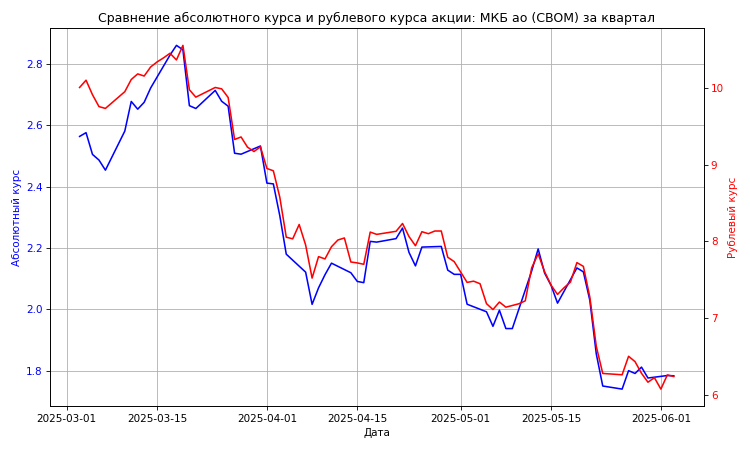 Сравнение абсолютного курса и рублевого курса акции: МКБ ао (CBOM) за квартал
Абсолютный курс
2.8
2.6
2.4
2.2
2.0
1.8
10
9
8
7
6
Рублевый курс
2025-03-01 2025-03-15 2025-04-01 2025-04-15 2025-05-01 2025-05-15 2025-06-01
Дата